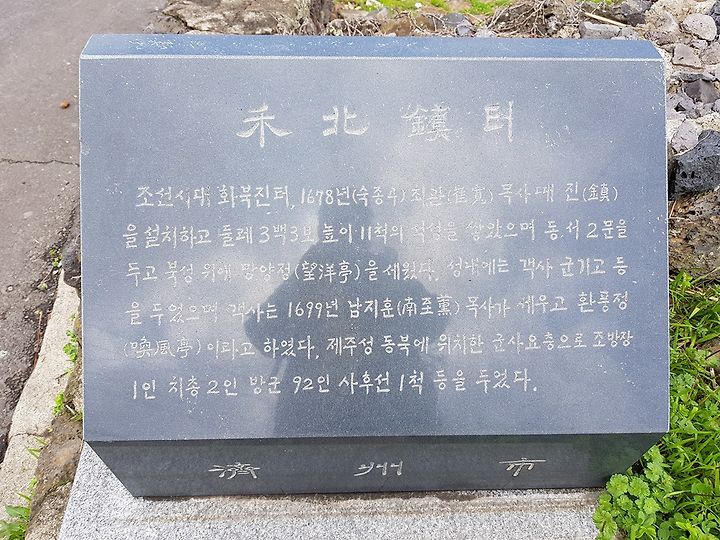 禾北鎭터
조선시대 화북진터, 1678년(숙종4) 최관(崔寬) 목사때 진(鎭)
을 설치하고 둘레 3백3보 높이 11척의 석성을 쌓았으며 동.서 2문을
두고 북성 위에 망양정(望洋亭)을 세웠다. 성내에는 객사 군기고 등
을 두었으며 객사는 1699년 남지훈(南至薰) 목사가 세우고 환풍정
(喚風亭)이라고 하였다. 제주성 동북에 위치한 군사요충으로 조방장
1인 치총 2인 방군 92인 사후선 1척 등을 두었다.
濟州市